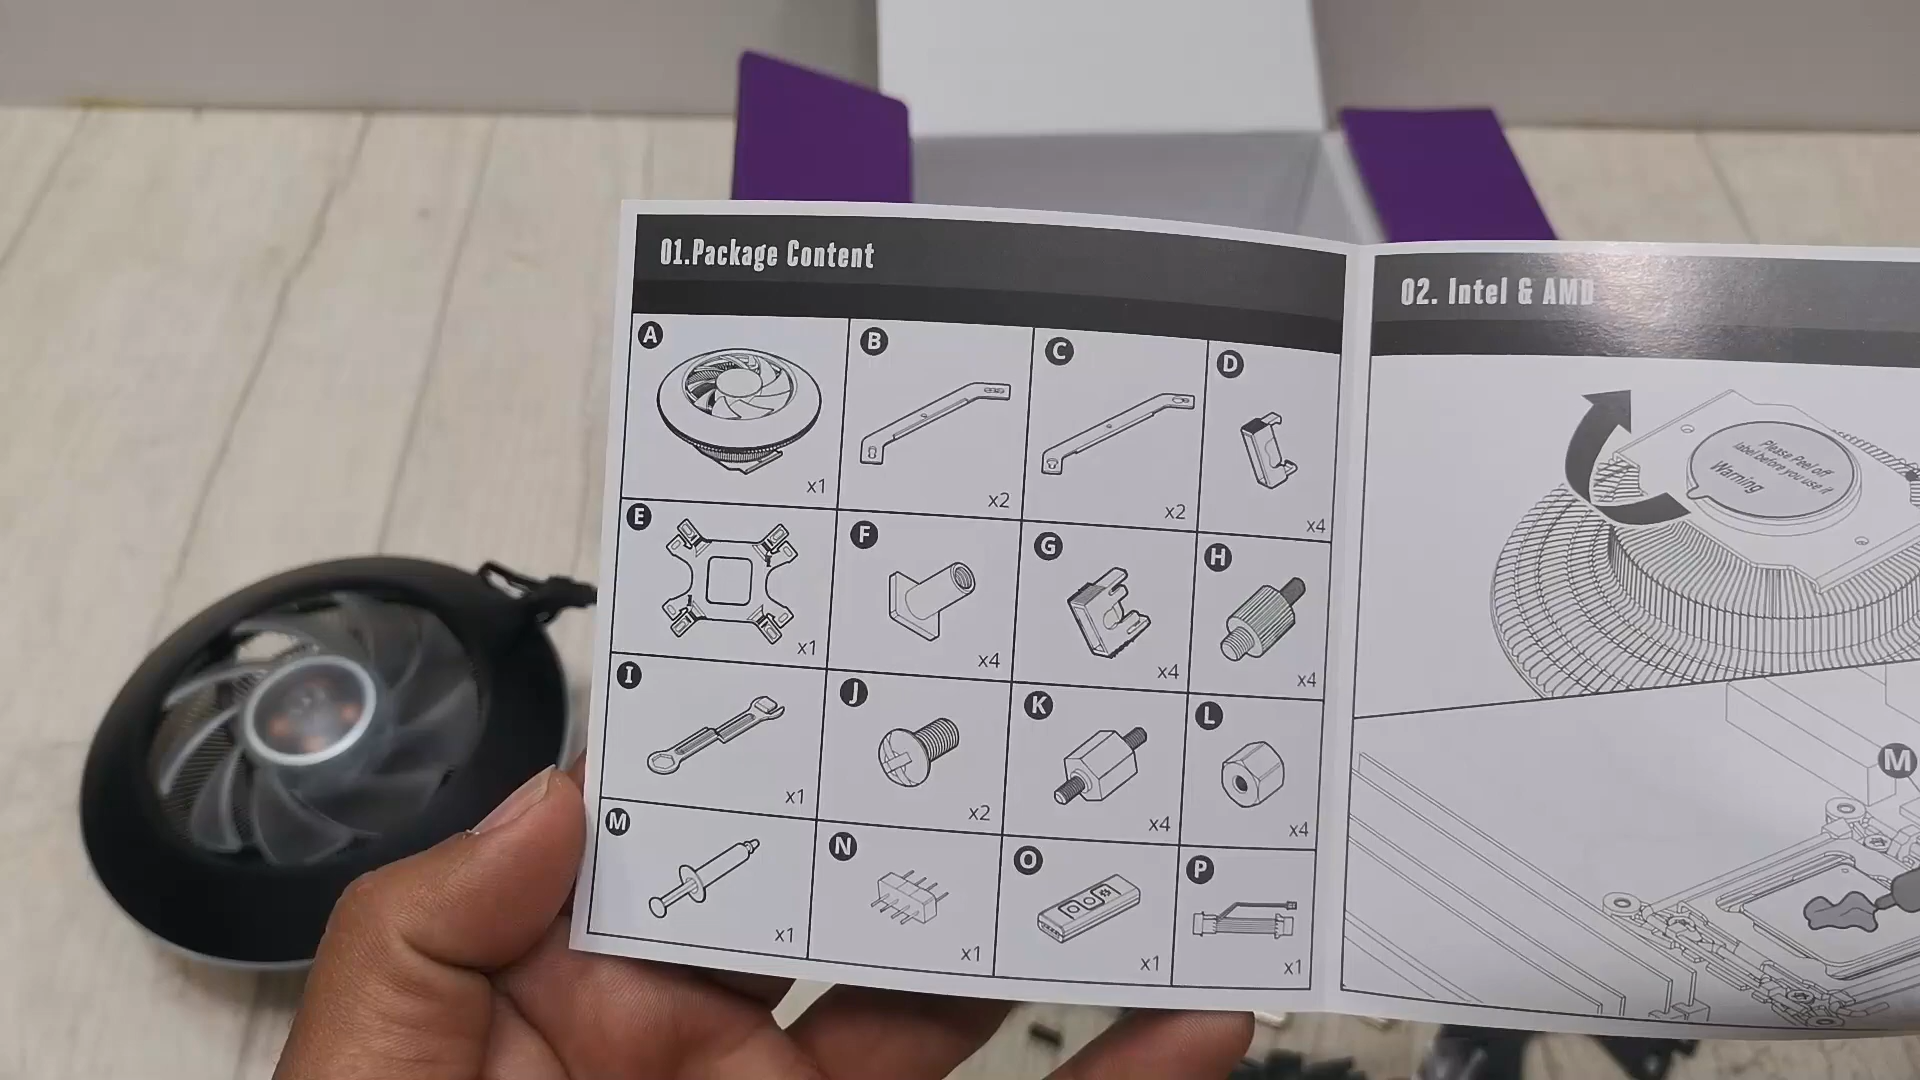 01.Package Content
A
x1
B
x2
C
x2
D
x4
E
x1
F
x4
G
x4
H
x4
I
x1
J
x2
K
x4
L
x4
M
x1
N
x1
O
x1
P
x1
02. Intel & AMD
Please Peel off
label before you use it
Warning
M